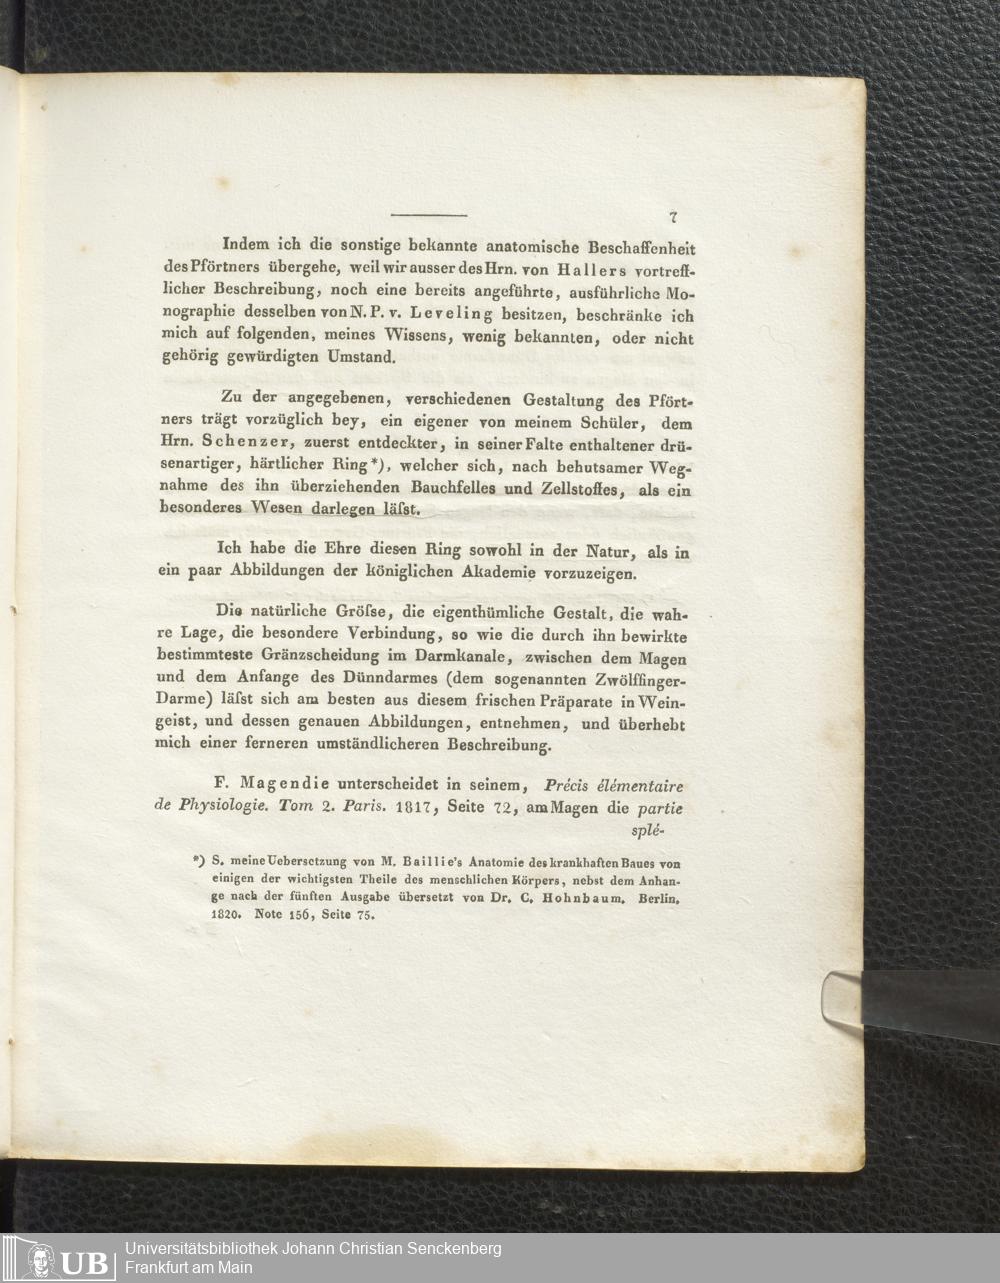 7
Indem ich die sonstige bekannte anatomische Beschaffenheit
des Pförtners übergehe, weil wir ausser des Hrn. von Hallers vortreff-
licher Beschreibung, noch eine bereits angeführte, ausführliche Mo-
nographie desselben von N. P. v. Leveling besitzen, beschränke ich
mich auf folgenden, meines Wissens, wenig bekannten, oder nicht
gehörig gewürdigten Umstand.
Zu der angegebenen, verschiedenen Gestaltung des Pfört-
ners trägt vorzüglich bey, ein eigener von meinem Schüler, dem
Hrn. Schenzer, zuerst entdeckter, in seiner Falte enthaltener drü-
senartiger, härtlicher Ring*), welcher sich, nach behutsamer Weg-
nahme des ihn überziehenden Bauchfelles und Zellstoffes, als ein
besonderes Wesen darlegen läſst.
Ich habe die Ehre diesen Ring sowohl in der Natur, als in
ein paar Abbildungen der königlichen Akademie vorzuzeigen.
Die natürliche Gröſse, die eigenthümliche Gestalt, die wah-
re Lage, die besondere Verbindung, so wie die durch ihn bewirkte
bestimmteste Gränzscheidung im Darmkanale, zwischen dem Magen
und dem Anfange des Dünndarmes (dem sogenannten Zwölffinger-
Darme) läſst sich am besten aus diesem frischen Präparate in Wein-
geist, und dessen genauen Abbildungen, entnehmen, und überhebt
mich einer ferneren umständlicheren Beschreibung.
F. Magendie unterscheidet in seinem, Précis élémentaire
de Physiologie. Tom 2. Paris. 1817, Seite 72, am Magen die partie
splé-
*) S. meine Uebersetzung von M. Baillie's Anatomie des krankhaften Baues von
einigen der wichtigsten Theile des menschlichen Körpers, nebst dem Anhan-
ge nach der fünften Ausgabe übersetzt von Dr. C. Hohnbaum. Berlin.
1820. Note 156, Seite 75.
UB
Universitätsbibliothek Johann Christian Senckenberg
Frankfurt am Main